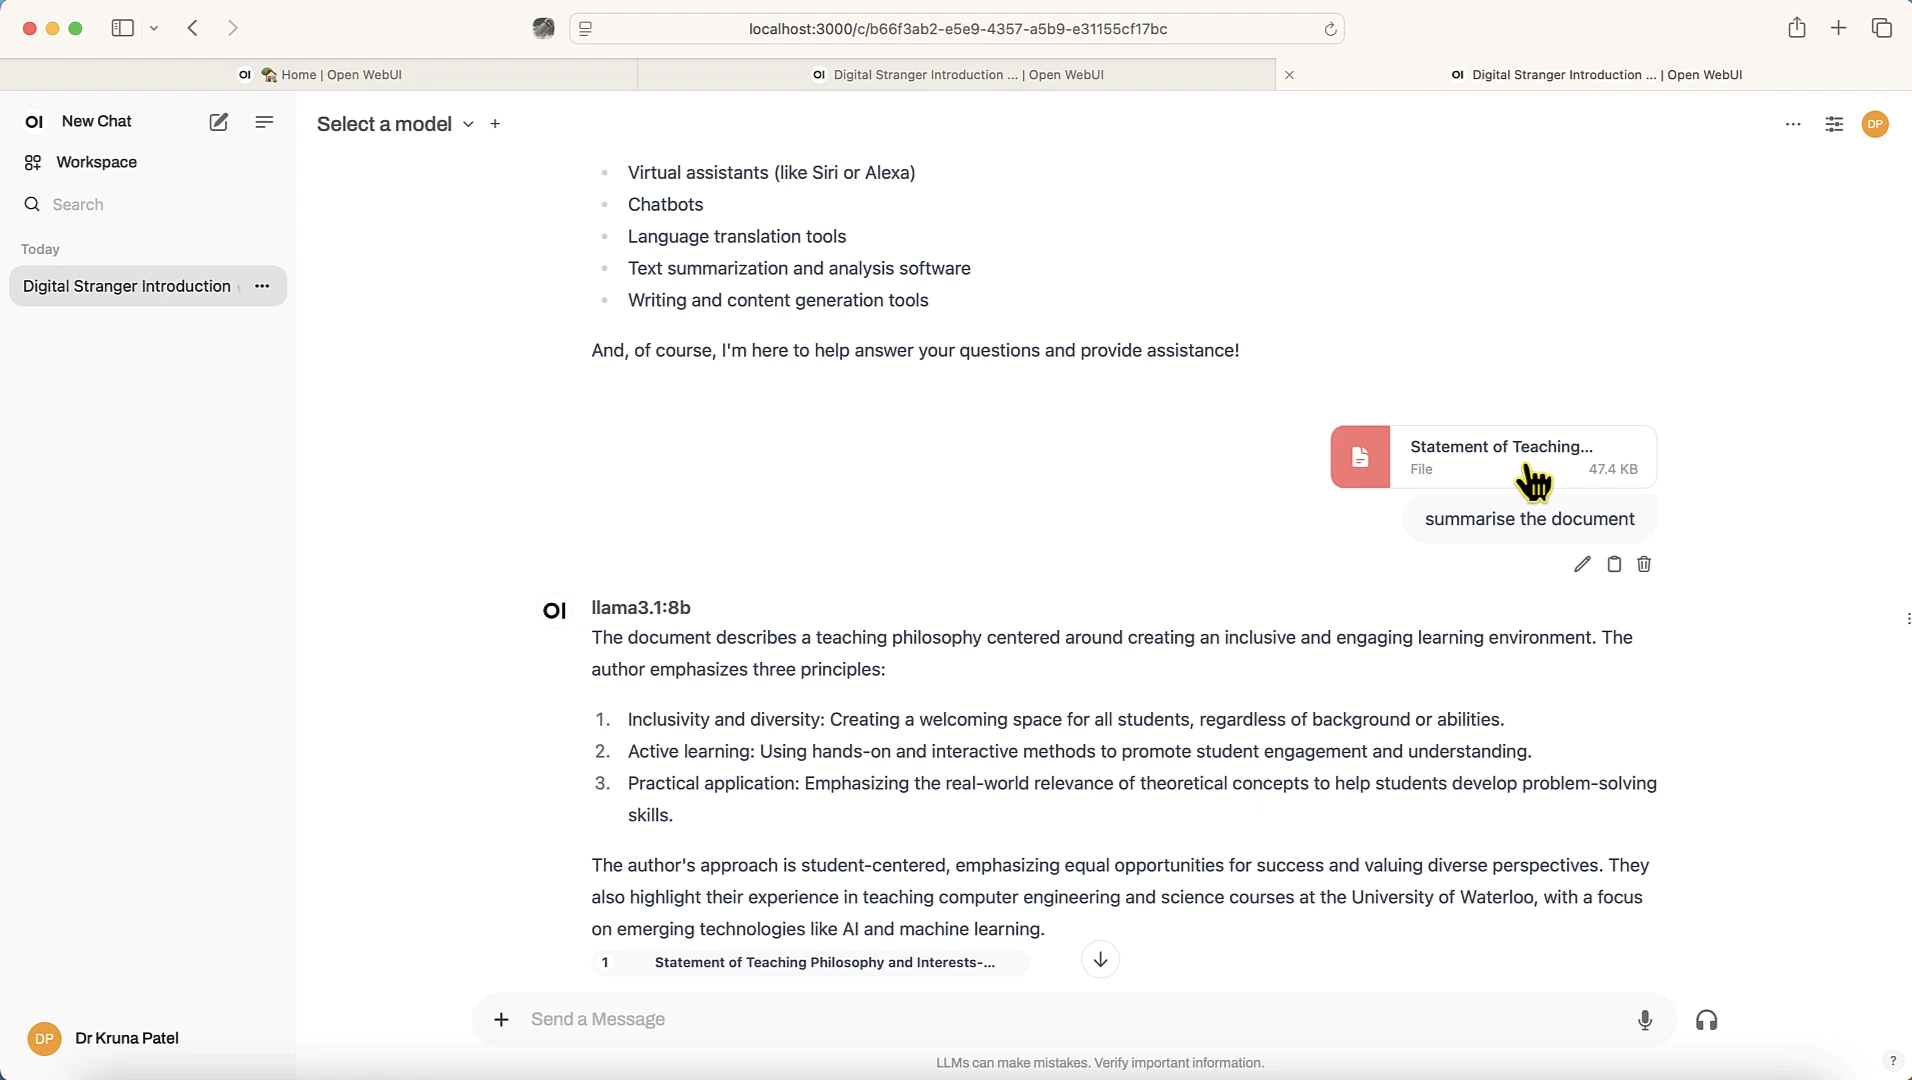 localhost:3000/c/b66f3ab2-e5e9-4357-a5b9-e31155cf17bc
OI Home | Open WebUI
OI Digital Stranger Introduction ... | Open WebUI
OI Digital Stranger Introduction ... | Open WebUI
OI New Chat
Workspace
Search
Today
Digital Stranger Introduction
Select a model
DP
Virtual assistants (like Siri or Alexa)
Chatbots
Language translation tools
Text summarization and analysis software
Writing and content generation tools
And, of course, I'm here to help answer your questions and provide assistance!
Statement of Teaching...
File 47.4 KB
summarise the document
OI llama3.1:8b
The document describes a teaching philosophy centered around creating an inclusive and engaging learning environment. The
author emphasizes three principles:
1. Inclusivity and diversity: Creating a welcoming space for all students, regardless of background or abilities.
2. Active learning: Using hands-on and interactive methods to promote student engagement and understanding.
3. Practical application: Emphasizing the real-world relevance of theoretical concepts to help students develop problem-solving
skills.
The author's approach is student-centered, emphasizing equal opportunities for success and valuing diverse perspectives. They
also highlight their experience in teaching computer engineering and science courses at the University of Waterloo, with a focus
on emerging technologies like AI and machine learning.
1 Statement of Teaching Philosophy and Interests-...
Send a Message
DP Dr Kruna Patel
LLMs can make mistakes. Verify important information.
?